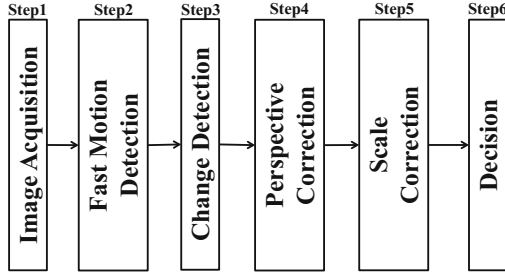 Step1 Step2 Step3 Step4 Step5 Step6
Image Acquisition
Fast Motion
Detection
Change Detection
Perspective
Correction
Scale
Correction
Decision